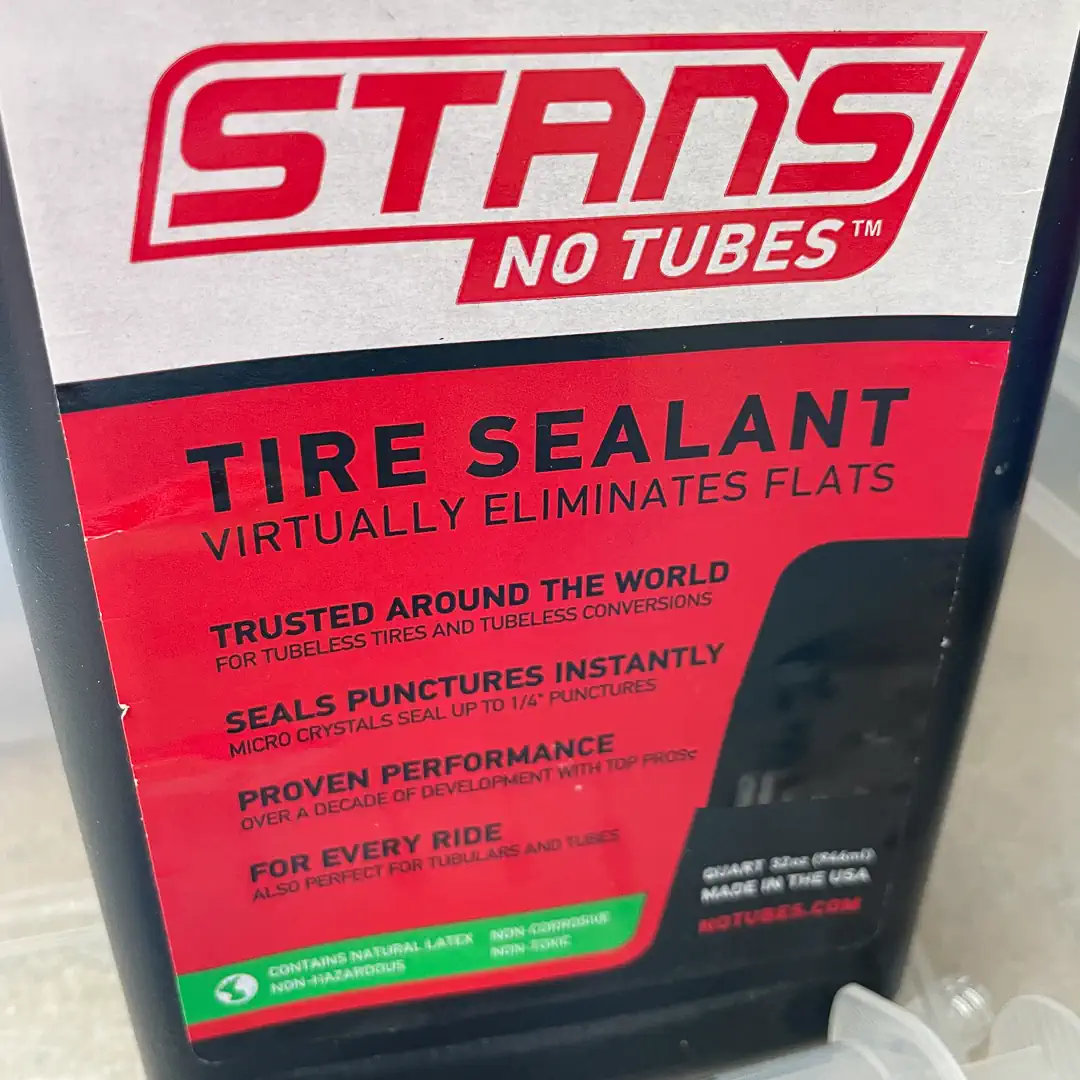 STAN'S
NO TUBES™
TIRE SEALANT
VIRTUALLY ELIMINATES FLATS
TRUSTED AROUND THE WORLD
FOR TUBELESS TIRES AND TUBELESS CONVERSIONS
SEALS PUNCTURES INSTANTLY
MICRO CRYSTALS SEAL UP TO 1/4" PUNCTURES
PROVEN PERFORMANCE
OVER A DECADE OF DEVELOPMENT WITH TOP PROS
FOR EVERY RIDE
ALSO PERFECT FOR TUBULARS AND TUBES
QUART 32oz (946ml)
MADE IN THE USA
NOTUBES.COM
CONTAINS NATURAL LATEX NON-CORROSIVE
NON-HAZARDOUS NON-TOXIC